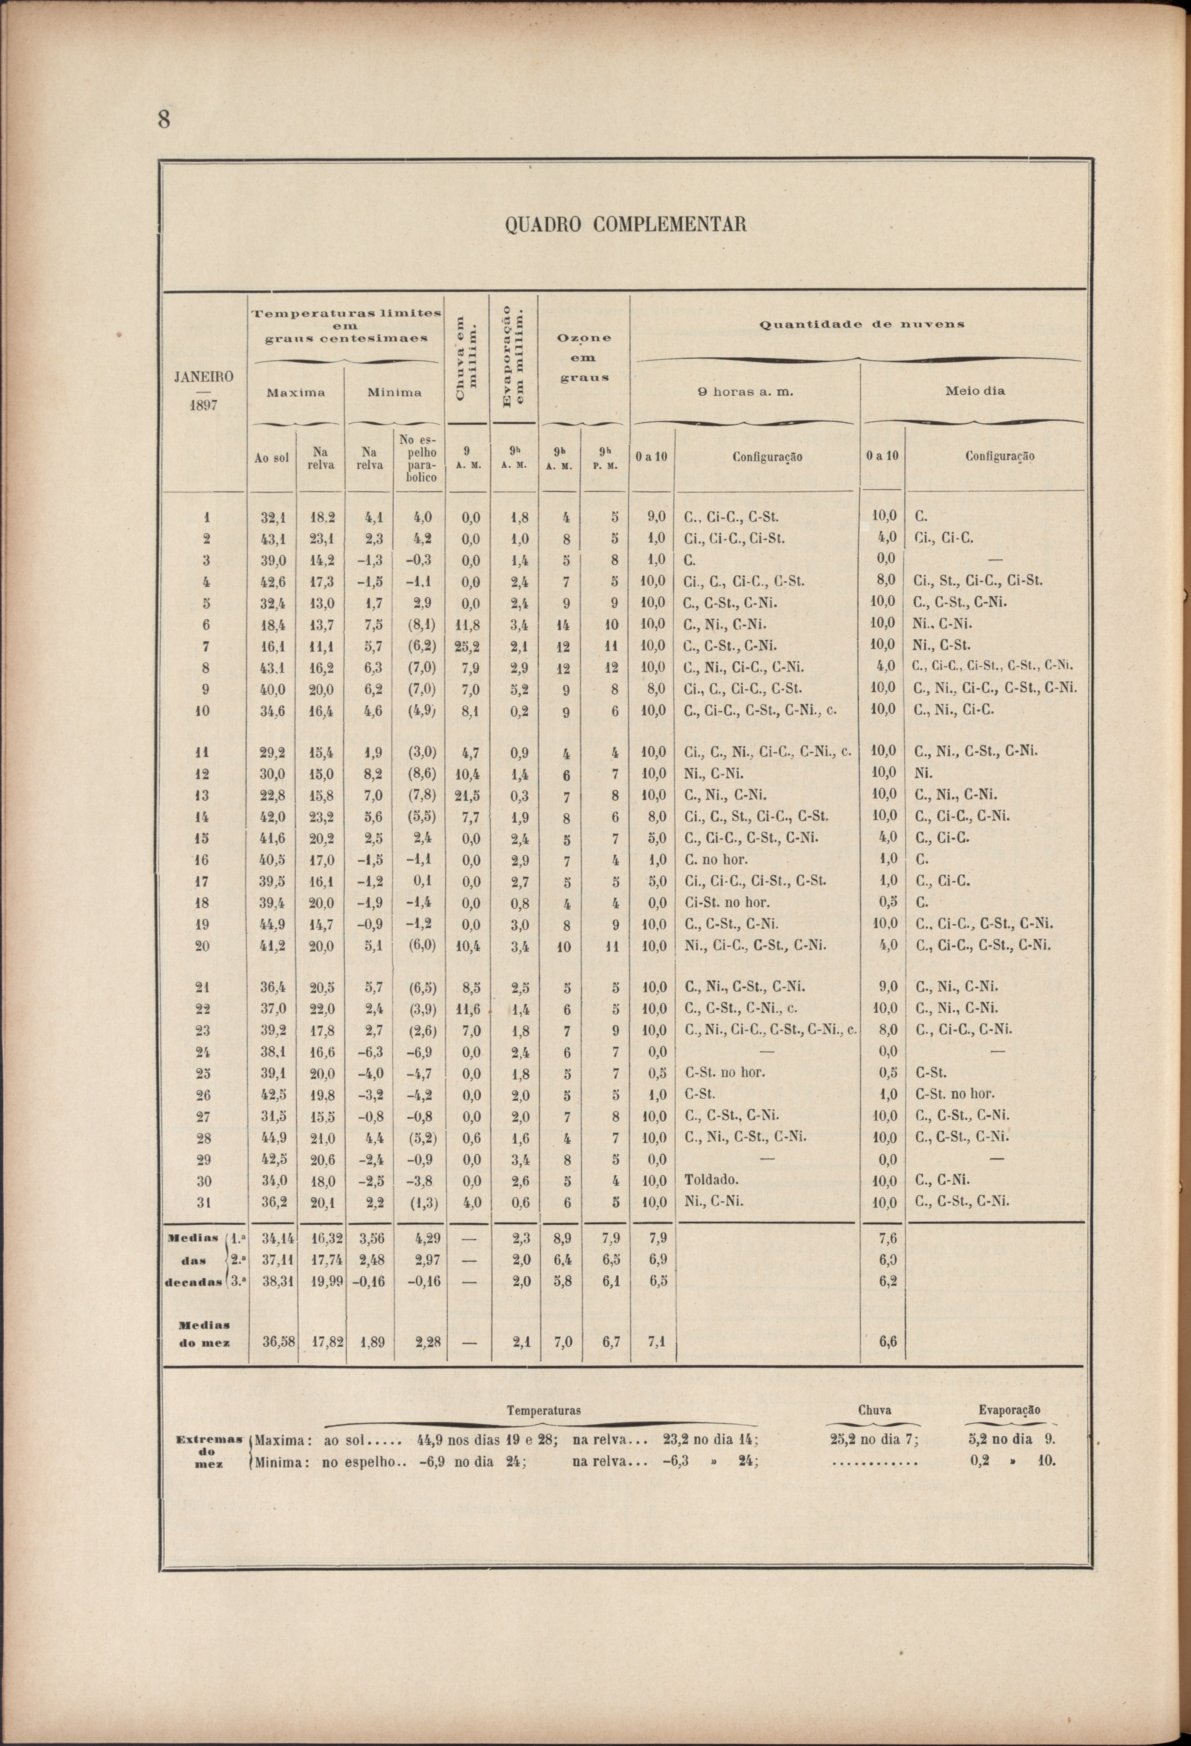 8
QUADRO COMPLEMENTAR
JANEIRO
—
1897
Temperaturas limites
em
graus centesimaes
Maxima
Minima
Ao sol
Na
relva
Na
relva
No es-
pelho
para-
bolico
Chuva em
millim.
9
A. M.
Evaporação
em millim.
9h
A. M.
Ozone
em
graus
9h
A. M.
9h
P. M.
Quantidade de nuvens
9 horas a. m.
Meio dia
0 a 10
Configuração
0 a 10
Configuração
1 32,1 18,2 4,1 4,0 0,0 1,8 4 5 9,0 C., Ci-C., C-St. 10,0 C.
2 43,1 23,1 2,3 4,2 0,0 1,0 8 5 1,0 Ci., Ci-C., Ci-St. 4,0 Ci., Ci-C.
3 39,0 14,2 -1,3 -0,3 0,0 1,4 5 8 1,0 C. 0,0 —
4 42,6 17,3 -1,5 -1,1 0,0 2,4 7 5 10,0 Ci., C., Ci-C., C-St. 8,0 Ci., St., Ci-C., Ci-St.
5 32,4 13,0 1,7 2,9 0,0 2,4 9 9 10,0 C., C-St., C-Ni. 10,0 C., C-St., C-Ni.
6 18,4 13,7 7,5 (8,1) 11,8 3,4 14 10 10,0 C., Ni., C-Ni. 10,0 Ni., C-Ni.
7 16,1 11,1 5,7 (6,2) 25,2 2,1 12 11 10,0 C., C-St., C-Ni. 10,0 Ni., C-St.
8 43,1 16,2 6,3 (7,0) 7,9 2,9 12 12 10,0 C., Ni., Ci-C., C-Ni. 4,0 C., Ci-C., Ci-St., C-St., C-Ni.
9 40,0 20,0 6,2 (7,0) 7,0 5,2 9 8 8,0 Ci., C., Ci-C., C-St. 10,0 C., Ni., Ci-C., C-St., C-Ni.
10 34,6 16,4 4,6 (4,9) 8,1 0,2 9 6 10,0 C., Ci-C., C-St., C-Ni., c. 10,0 C., Ni., Ci-C.
11 29,2 15,4 1,9 (3,0) 4,7 0,9 4 4 10,0 Ci., C., Ni., Ci-C., C-Ni., c. 10,0 C., Ni., C-St., C-Ni.
12 30,0 15,0 8,2 (8,6) 10,4 1,4 6 7 10,0 Ni., C-Ni. 10,0 Ni.
13 22,8 15,8 7,0 (7,8) 21,5 0,3 7 8 10,0 C., Ni., C-Ni. 10,0 C., Ni., C-Ni.
14 42,0 23,2 5,6 (5,5) 7,7 1,9 8 6 8,0 Ci., C., St., Ci-C., C-St. 10,0 C., Ci-C., C-Ni.
15 41,6 20,2 2,5 2,4 0,0 2,4 5 7 5,0 C., Ci-C., C-St., C-Ni. 4,0 C., Ci-C.
16 40,5 17,0 -1,5 -1,1 0,0 2,9 7 4 1,0 C. no hor. 1,0 C.
17 39,5 16,1 -1,2 0,1 0,0 2,7 5 5 5,0 Ci., Ci-C., Ci-St., C-St. 1,0 C., Ci-C.
18 39,4 20,0 -1,9 -1,4 0,0 0,8 4 4 0,0 Ci-St. no hor. 0,5 C.
19 44,9 14,7 -0,9 -1,2 0,0 3,0 8 9 10,0 C., C-St., C-Ni. 10,0 C., Ci-C., C-St., C-Ni.
20 41,2 20,0 5,1 (6,0) 10,4 3,4 10 11 10,0 Ni., Ci-C., C-St., C-Ni. 4,0 C., Ci-C., C-St., C-Ni.
21 36,4 20,5 5,7 (6,5) 8,5 2,5 5 5 10,0 C., Ni., C-St., C-Ni. 9,0 C., Ni., C-Ni.
22 37,0 22,0 2,4 (3,9) 11,6 1,4 6 5 10,0 C., C-St., C-Ni., c. 10,0 C., Ni., C-Ni.
23 39,2 17,8 2,7 (2,6) 7,0 1,8 7 9 10,0 C., Ni., Ci-C., C-St., C-Ni., c. 8,0 C., Ci-C., C-Ni.
24 38,1 16,6 -6,3 -6,9 0,0 2,4 6 7 0,0 — 0,0 —
25 39,1 20,0 -4,0 -4,7 0,0 1,8 5 7 0,5 C-St. no hor. 0,5 C-St.
26 42,5 19,8 -3,2 -4,2 0,0 2,0 5 5 1,0 C-St. 1,0 C-St. no hor.
27 31,5 15,5 -0,8 -0,8 0,0 2,0 7 8 10,0 C., C-St., C-Ni. 10,0 C., C-St., C-Ni.
28 44,9 21,0 4,4 (5,2) 0,6 1,6 4 7 10,0 C., Ni., C-St., C-Ni. 10,0 C., C-St., C-Ni.
29 42,5 20,6 -2,4 -0,9 0,0 3,4 8 5 0,0 — 0,0 —
30 34,0 18,0 -2,5 -3,8 0,0 2,6 5 4 10,0 Toldado. 10,0 C., C-Ni.
31 36,2 20,1 2,2 (1,3) 4,0 0,6 6 5 10,0 Ni., C-Ni. 10,0 C., C-St., C-Ni.
Medias 1.ª 34,14 16,32 3,56 4,29 — 2,3 8,9 7,9 7,9 7,6
das 2.ª 37,11 17,74 2,48 2,97 — 2,0 6,4 6,5 6,9 6,0
decadas 3.ª 38,31 19,99 -0,16 -0,16 — 2,0 5,8 6,1 6,5 6,2
Medias
do mez 36,58 17,82 1,89 2,28 — 2,1 7,0 6,7 7,1 6,6
Temperaturas Chuva Evaporação
Extremas
do
mez
Maxima: ao sol..... 44,9 nos dias 19 e 28; na relva... 23,2 no dia 14; 25,2 no dia 7; 5,2 no dia 9.
Minima: no espelho.. -6,9 no dia 24; na relva... -6,3 » 24; ............ 0,2 » 10.